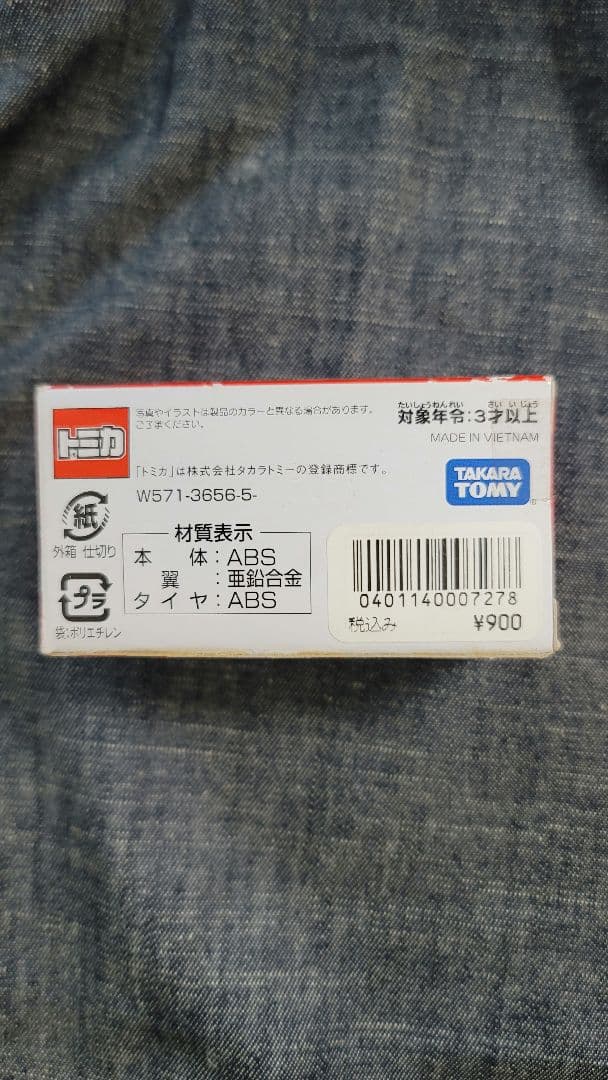 トミカ
写真やイラストは製品のカラーと異なる場合があります。
ご了承ください。
「トミカ」は株式会社タカラトミーの登録商標です。
W571-3656-5-
たいしょうねんれい さい い じょう
対象年令:3才以上
MADE IN VIETNAM
TAKARA
TOMY
®
紙
外箱 仕切り
プラ
袋:ポリエチレン
材質表示
本 体:ABS
翼:亜鉛合金
タイヤ:ABS
0401140007278
税込み ¥900